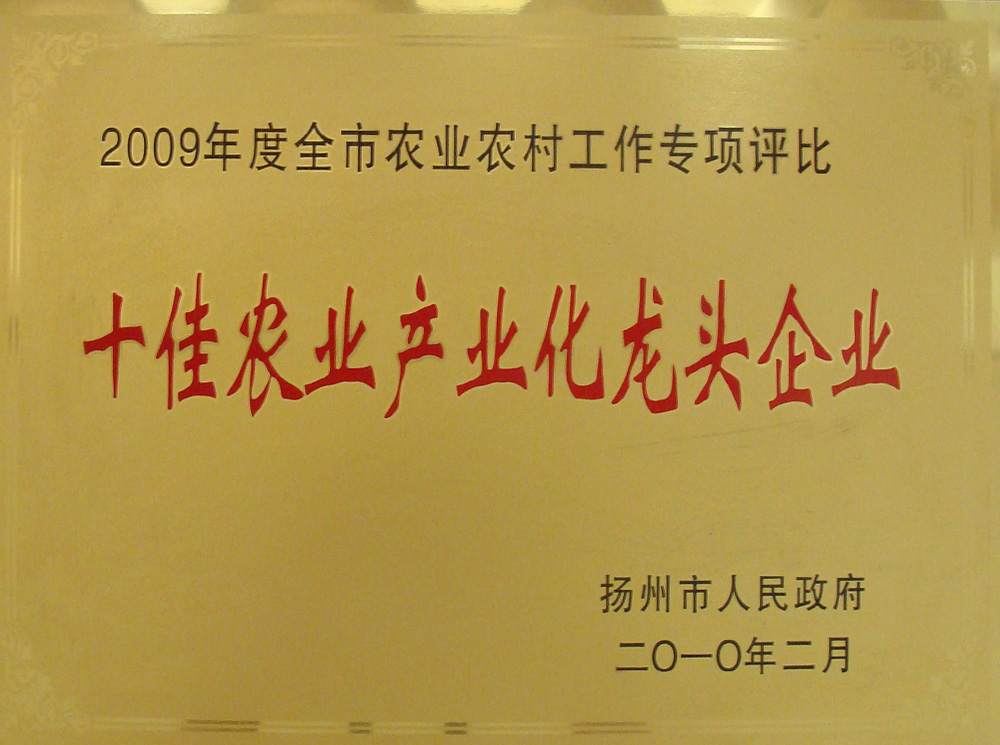 2009年度全市农业农村工作专项评比
十佳农业产业化龙头企业
扬州市人民政府
二〇一〇年二月